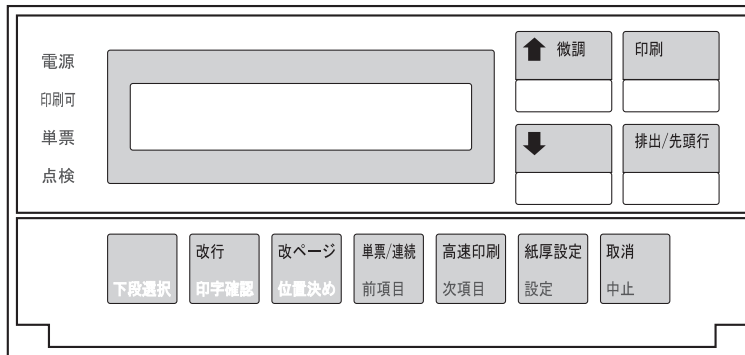 電源
印刷可
単票
点検
微調
印刷
排出/先頭行
下段選択
改行
印字確認
改ページ
位置決め
単票/連続
前項目
高速印刷
次項目
紙厚設定
設定
取消
中止